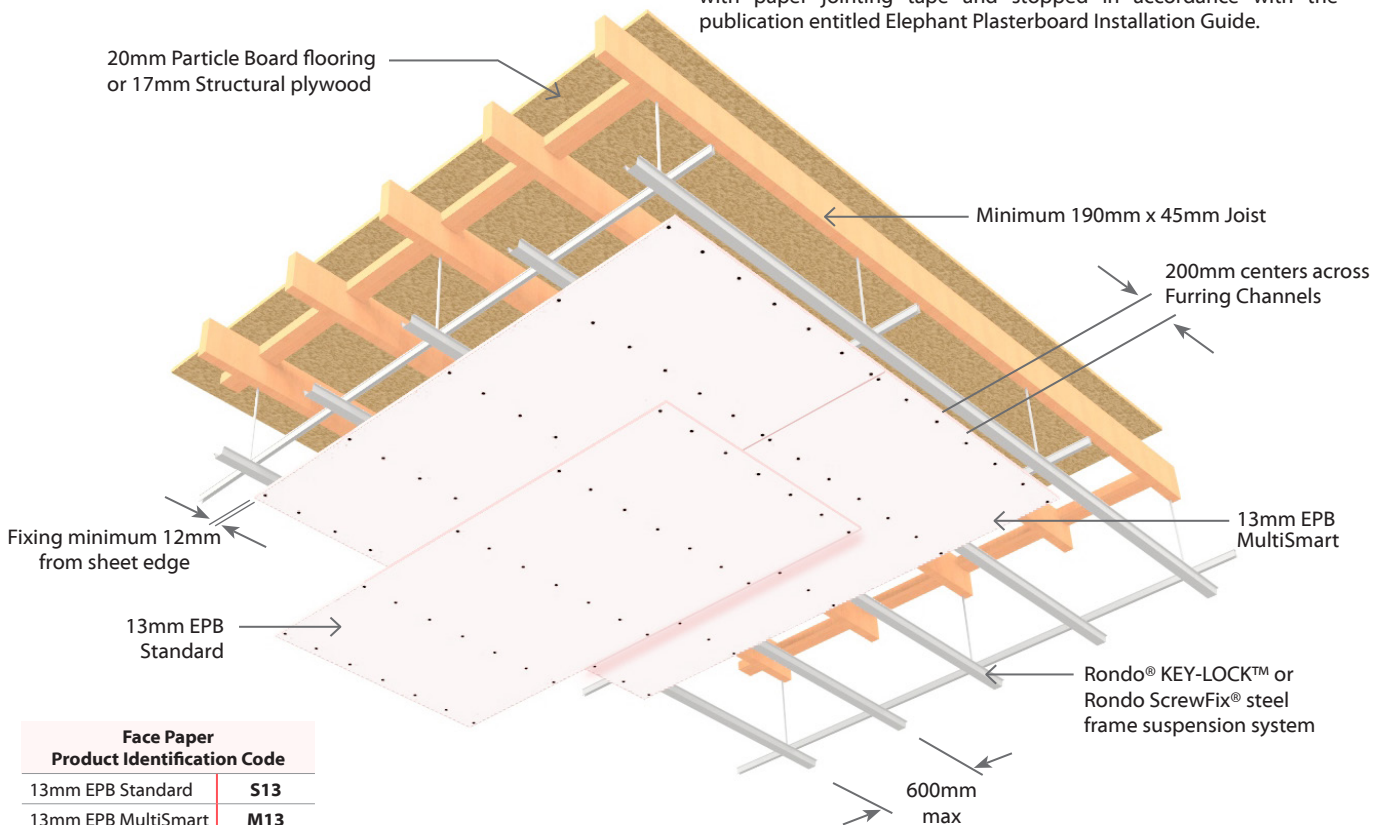 with paper jointing tape and stopped in accordance with the
publication entitled Elephant Plasterboard Installation Guide.
20mm Particle Board flooring
or 17mm Structural plywood
Minimum 190mm x 45mm Joist
200mm centers across
Furring Channels
Fixing minimum 12mm
from sheet edge
13mm EPB
MultiSmart
13mm EPB
Standard
Rondo® KEY-LOCK™ or
Rondo ScrewFix® steel
frame suspension system
600mm
max
Face Paper
Product Identification Code
13mm EPB Standard S13
13mm EPB MultiSmart M13